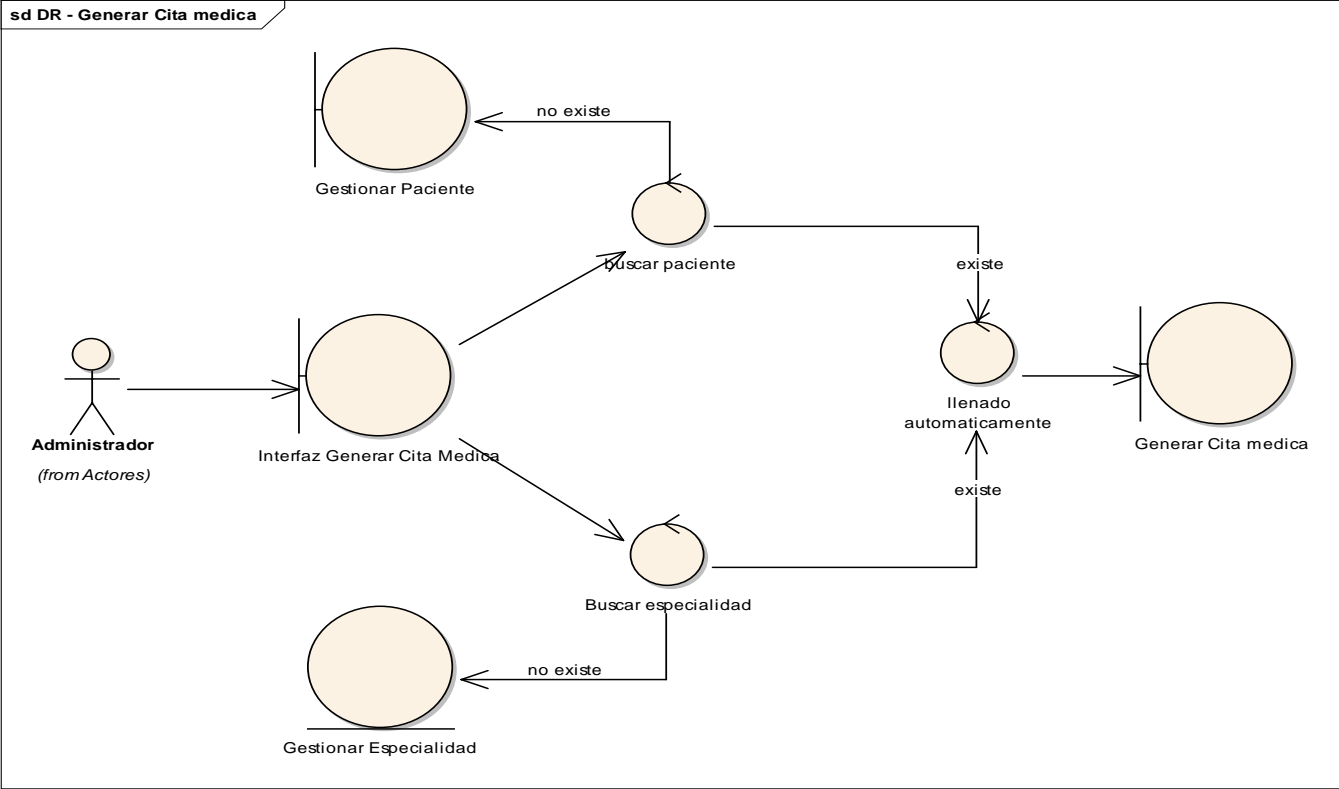 sd DR - Generar Cita medica
no existe
Gestionar Paciente
buscar paciente
existe
Administrador
(from Actores)
Interfaz Generar Cita Medica
llenado
automaticamente
Generar Cita medica
existe
Buscar especialidad
no existe
Gestionar Especialidad